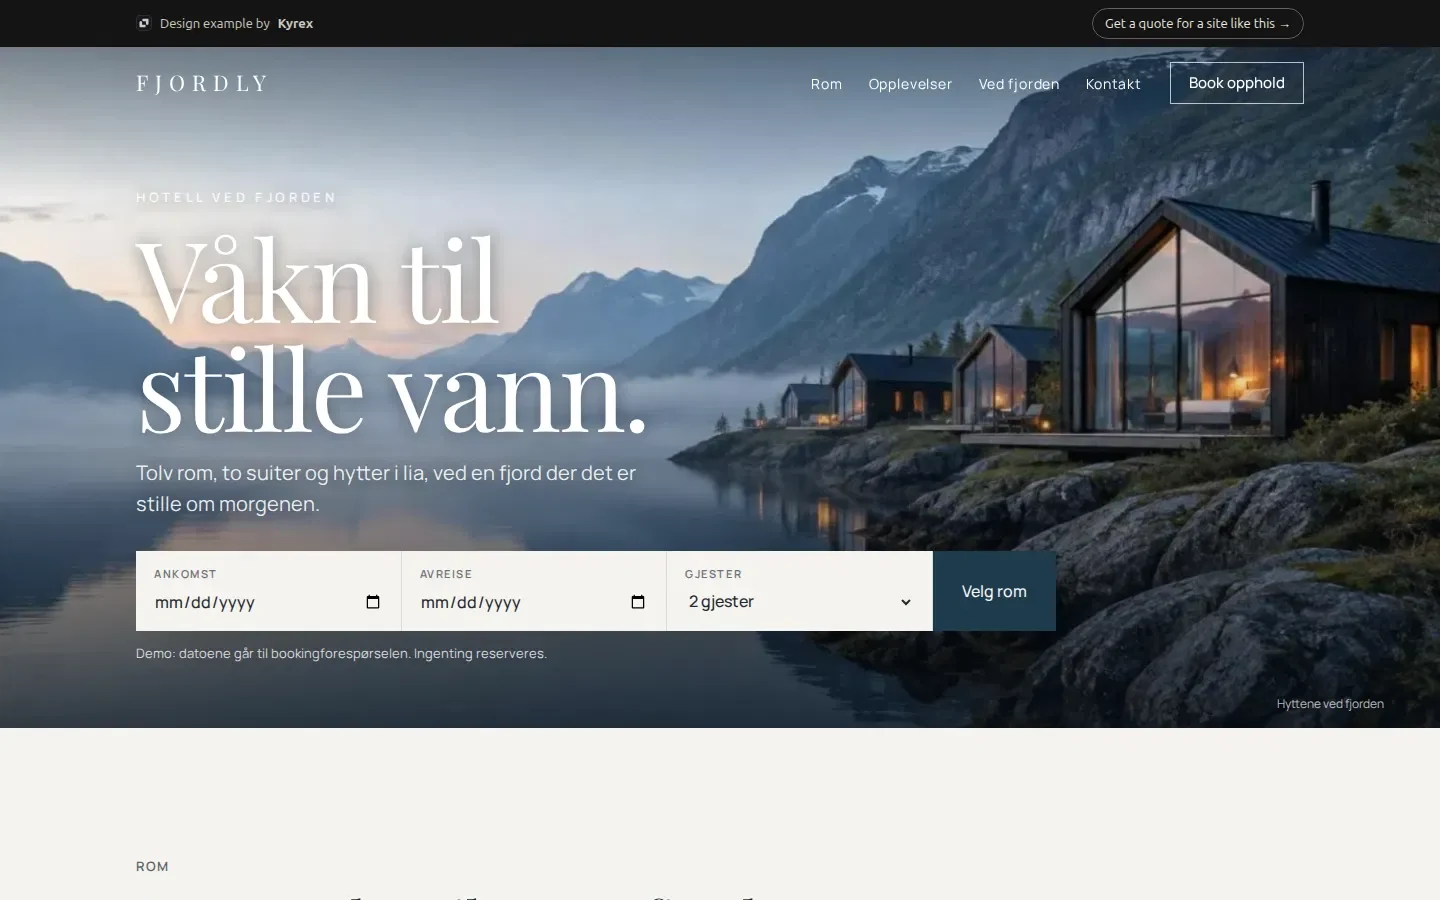 Design example by Kyrex
Get a quote for a site like this →
FJORDLY
Rom
Opplevelser
Ved fjorden
Kontakt
Book opphold
HOTELL VED FJORDEN
Våkn til
stille vann.
Tolv rom, to suiter og hytter i lia, ved en fjord der det er
stille om morgenen.
ANKOMST
mm/dd/yyyy
AVREISE
mm/dd/yyyy
GJESTER
2 gjester
Velg rom
Demo: datoene går til bookingforespørselen. Ingenting reserveres.
Hyttene ved fjorden
ROM